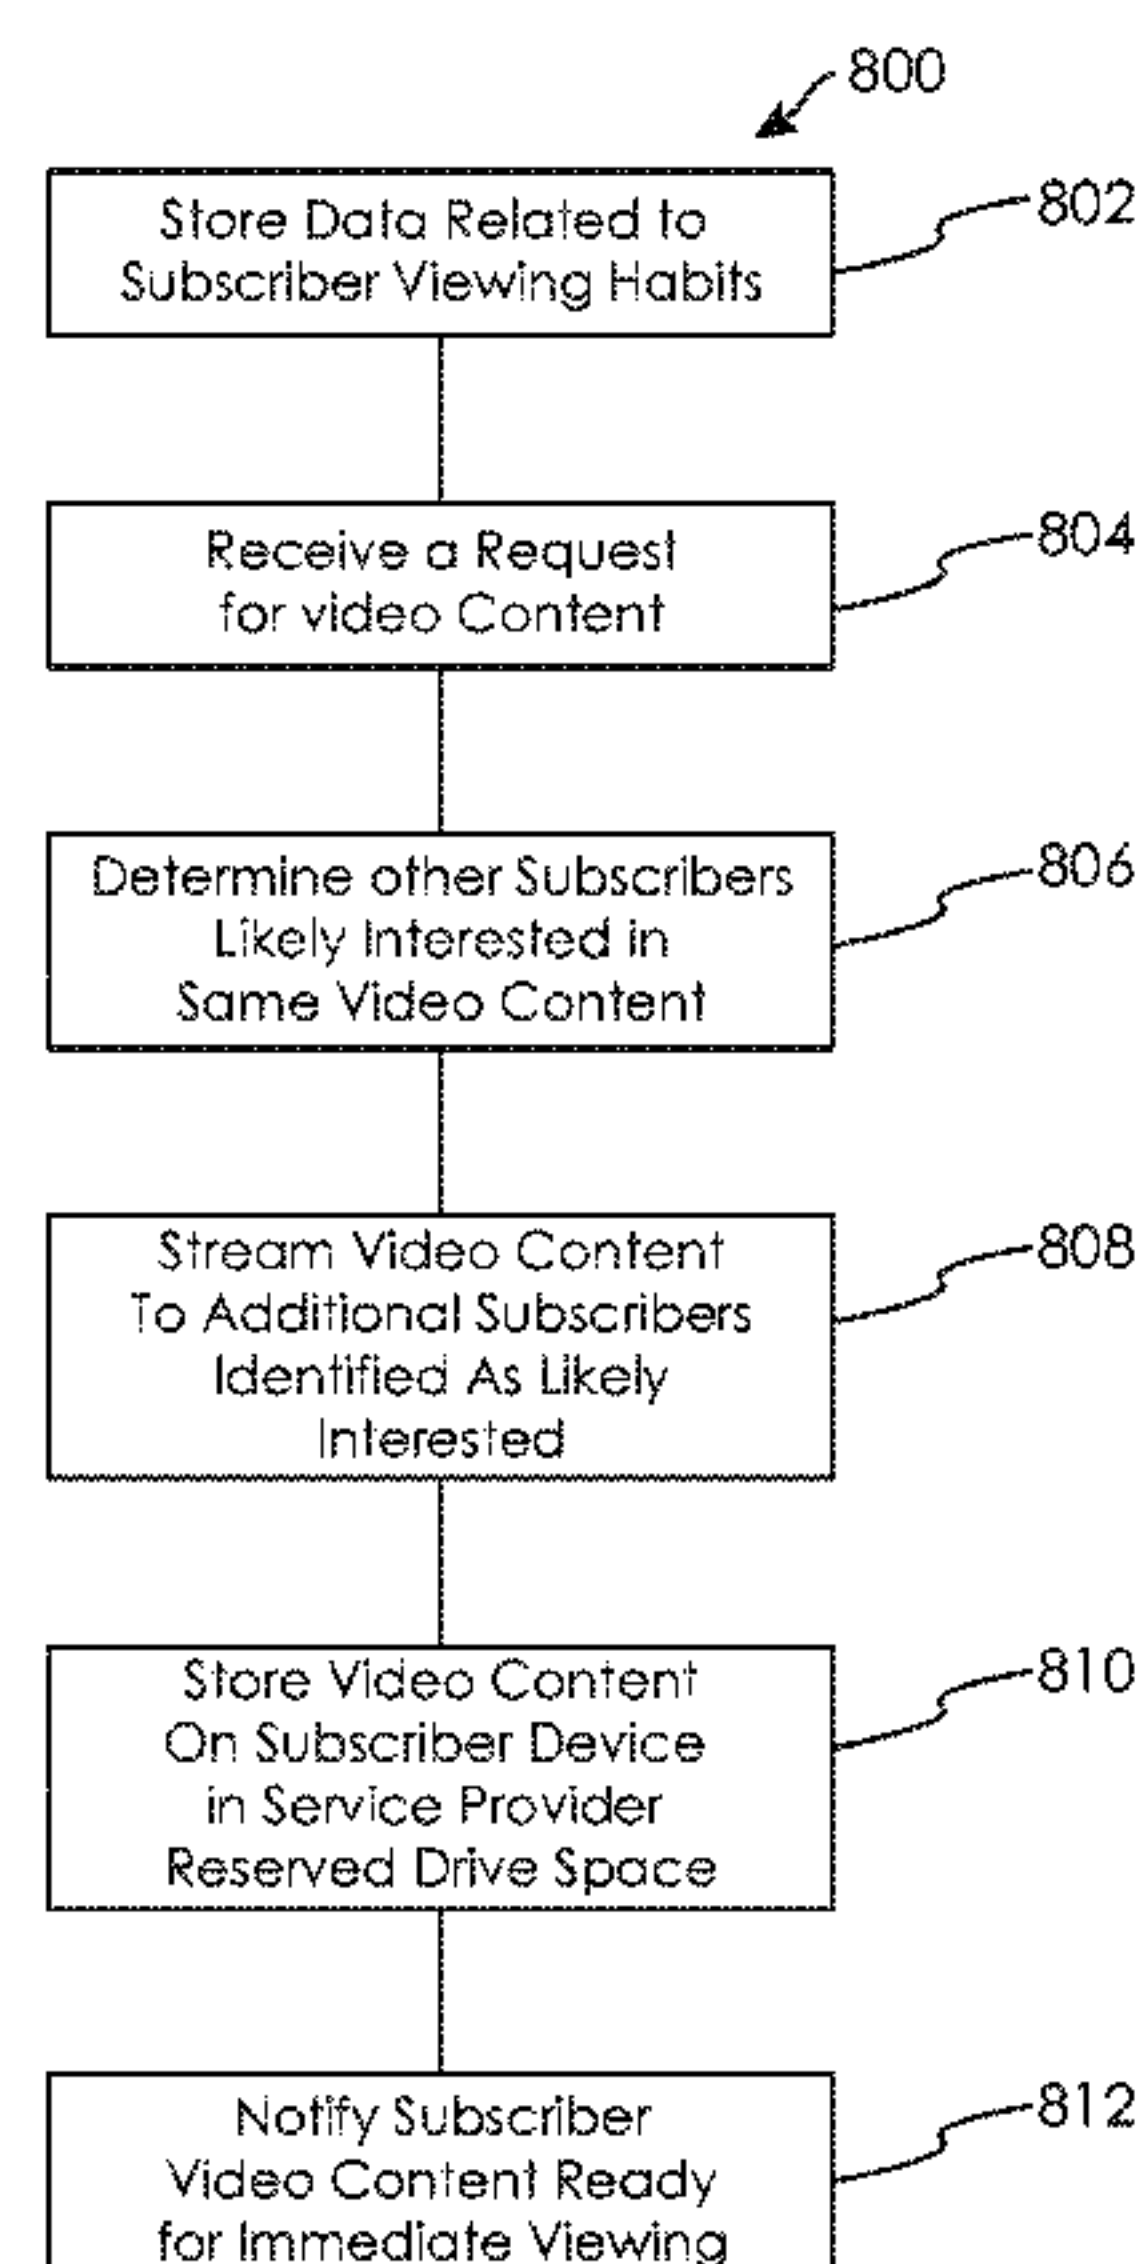 800
Store Data Related to
Subscriber Viewing Habits
802
Receive a Request
for video Content
804
Determine other Subscribers
Likely Interested in
Same Video Content
806
Stream Video Content
To Additional Subscribers
Identified As Likely
Interested
808
Store Video Content
On Subscriber Device
in Service Provider
Reserved Drive Space
810
Notify Subscriber
Video Content Ready
for Immediate Viewing
812